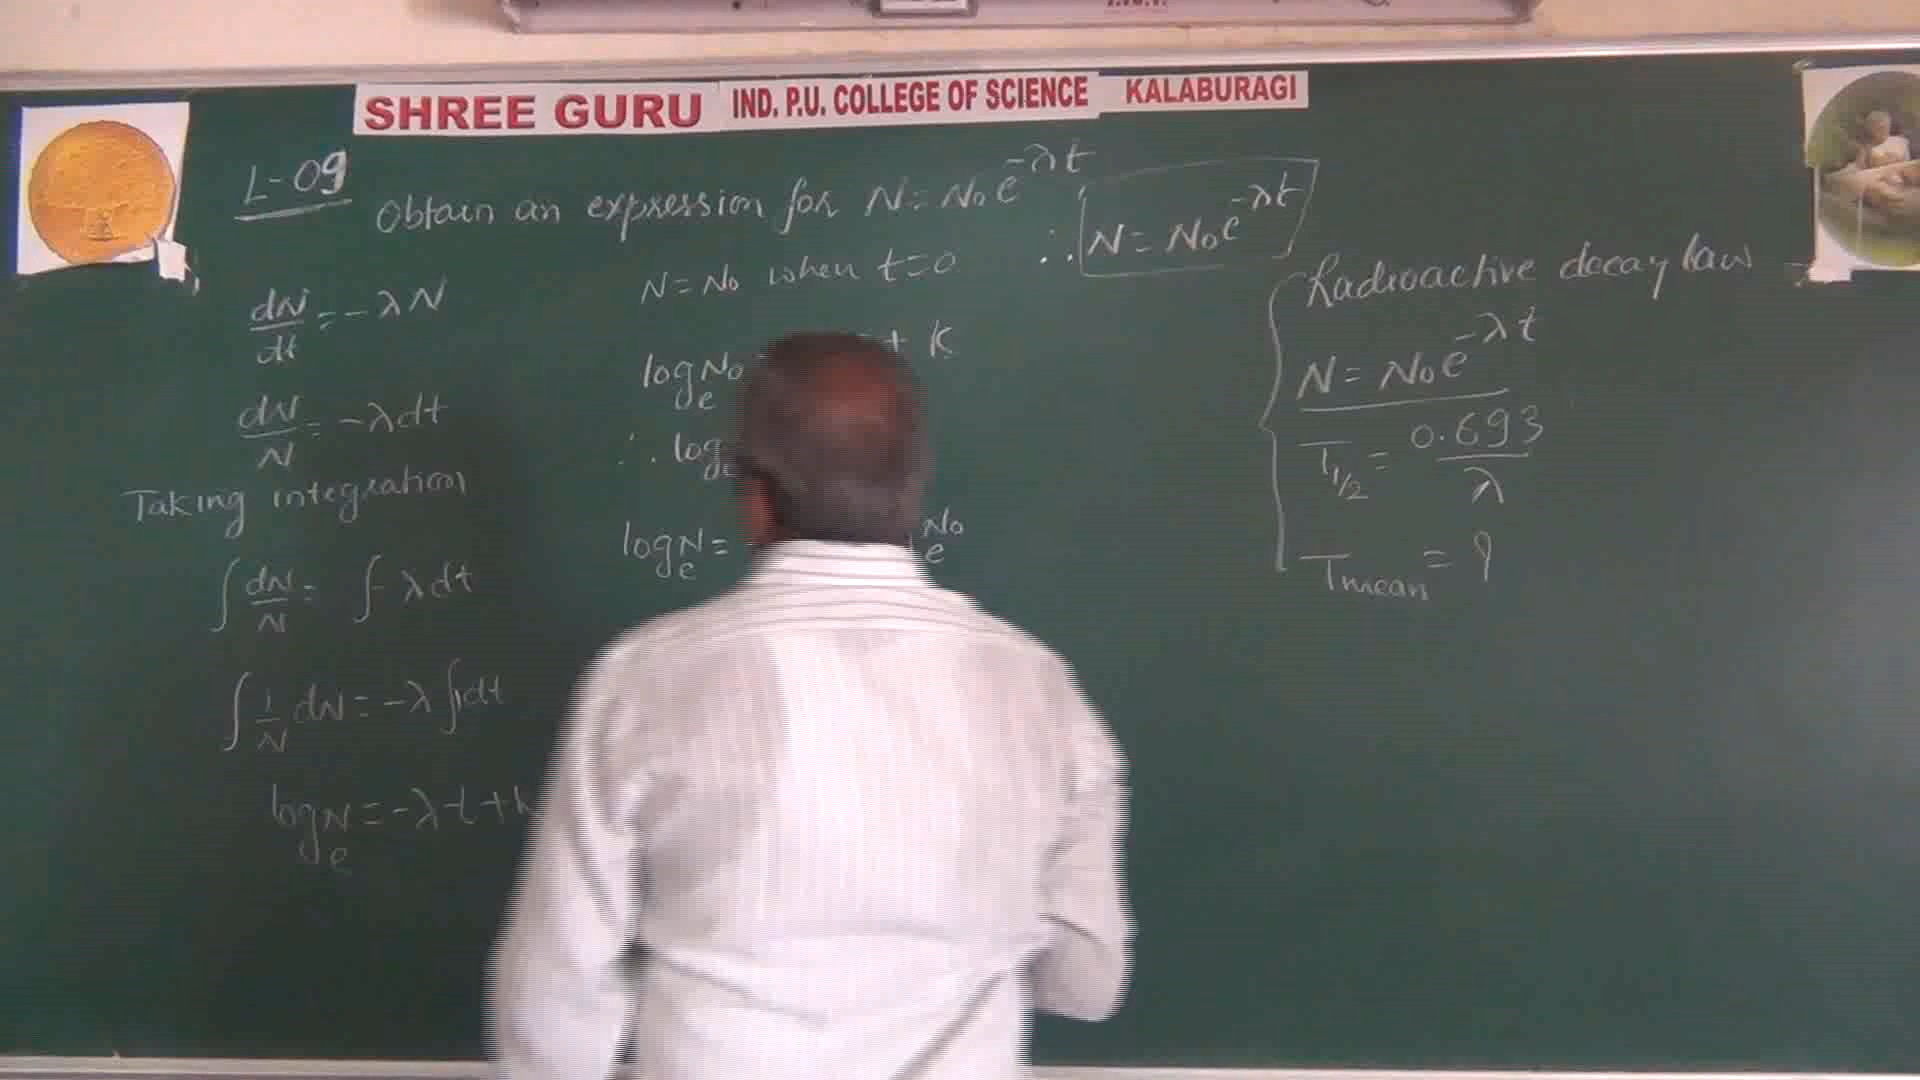 SHREE GURU IND. P.U. COLLEGE OF SCIENCE KALABURAGI
L-09
Obtain an expression for N = N₀e^-λt
dN/dt = -λN
dN/N = -λdt
Taking integration
∫ dN/N = ∫ -λdt
∫ 1/N dN = -λ∫1dt
logₑN = -λt + k
N = N₀ when t=0
logₑN₀ + K
∴ logₑ
logₑN = N₀ e
∴ N = N₀e^-λt
Radioactive decay law
N = N₀e^-λt
T1/2 = 0.693/λ
Tmean = ?